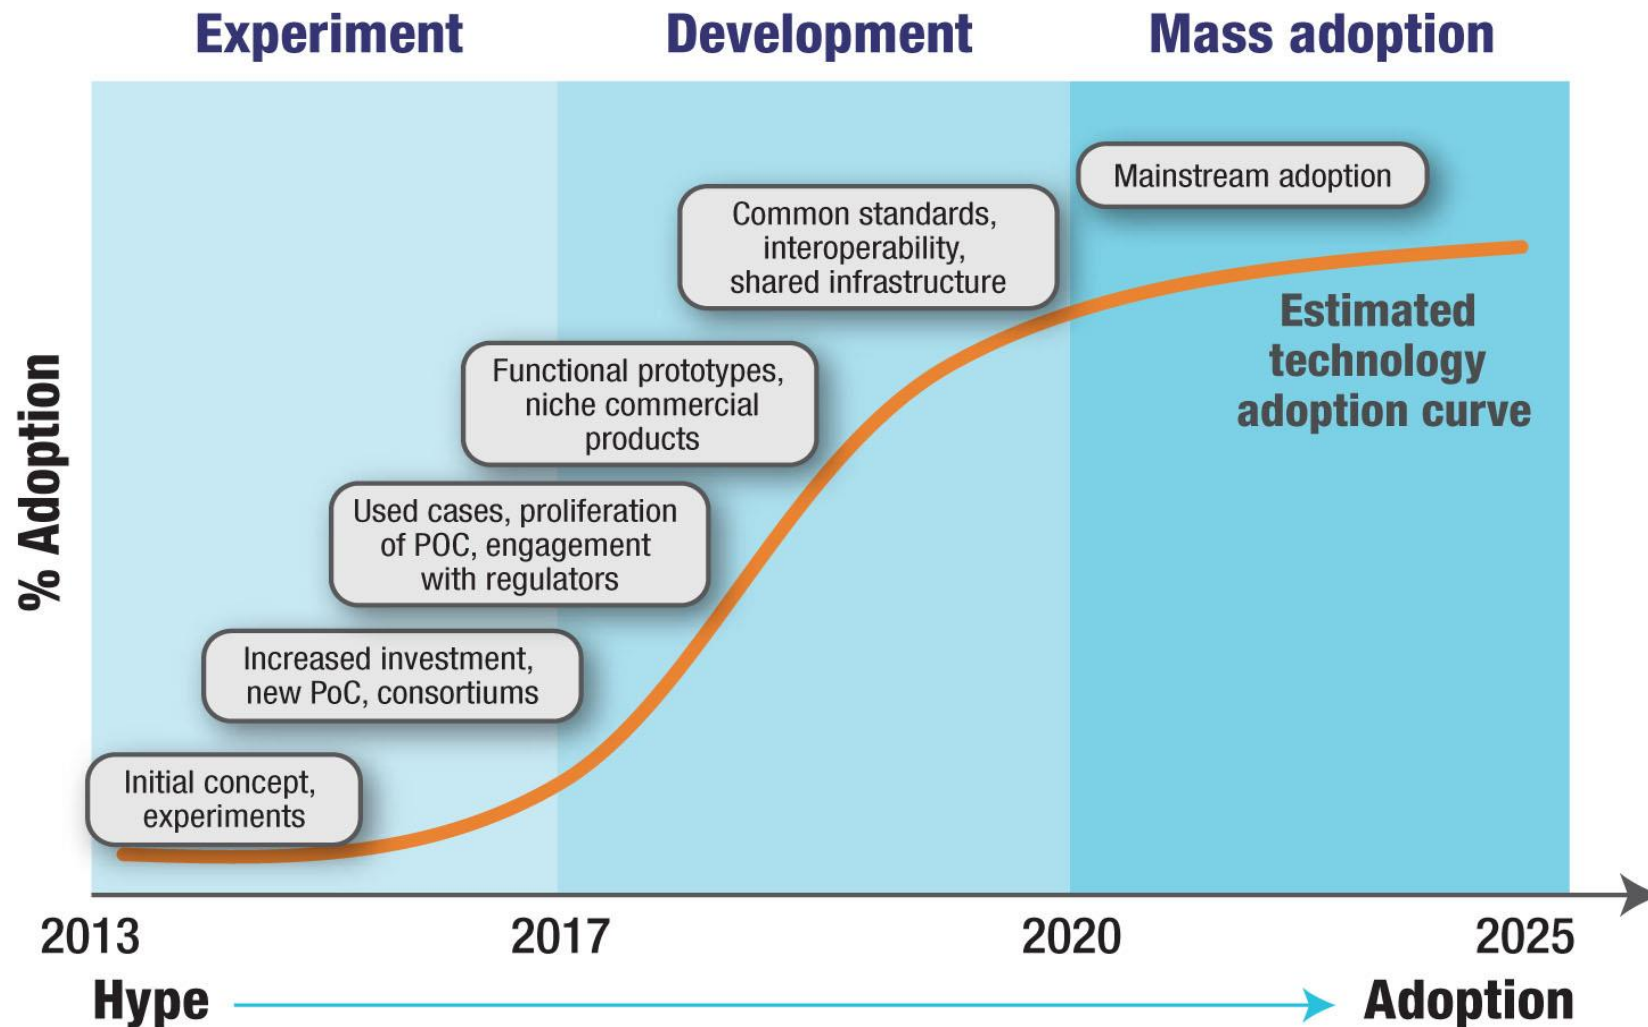 Experiment
Development
Mass adoption
Mainstream adoption
Common standards,
interoperability,
shared infrastructure
Estimated
technology
adoption curve
Functional prototypes,
niche commercial
products
Used cases, proliferation
of POC, engagement
with regulators
Increased investment,
new PoC, consortiums
Initial concept,
experiments
% Adoption
2013
2017
2020
2025
Hype
Adoption